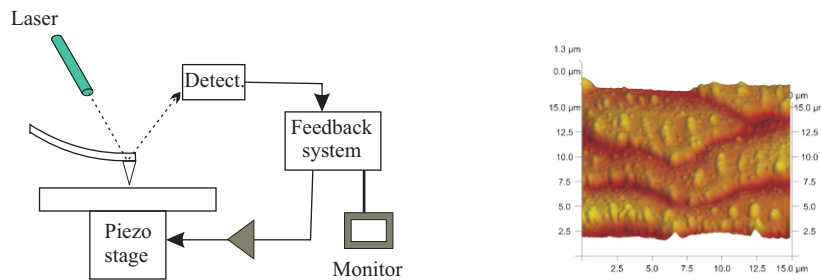 Laser
Detect.
Feedback
system
Piezo
stage
Monitor
1.3 µm
0.0 µm
15.0 µm
12.5
10.0
7.5
5.0
2.5
0 µm
15.0 µm
12.5
10.0
7.5
5.0
2.5
2.5 5.0 7.5 10.0 12.5 15.0 µm